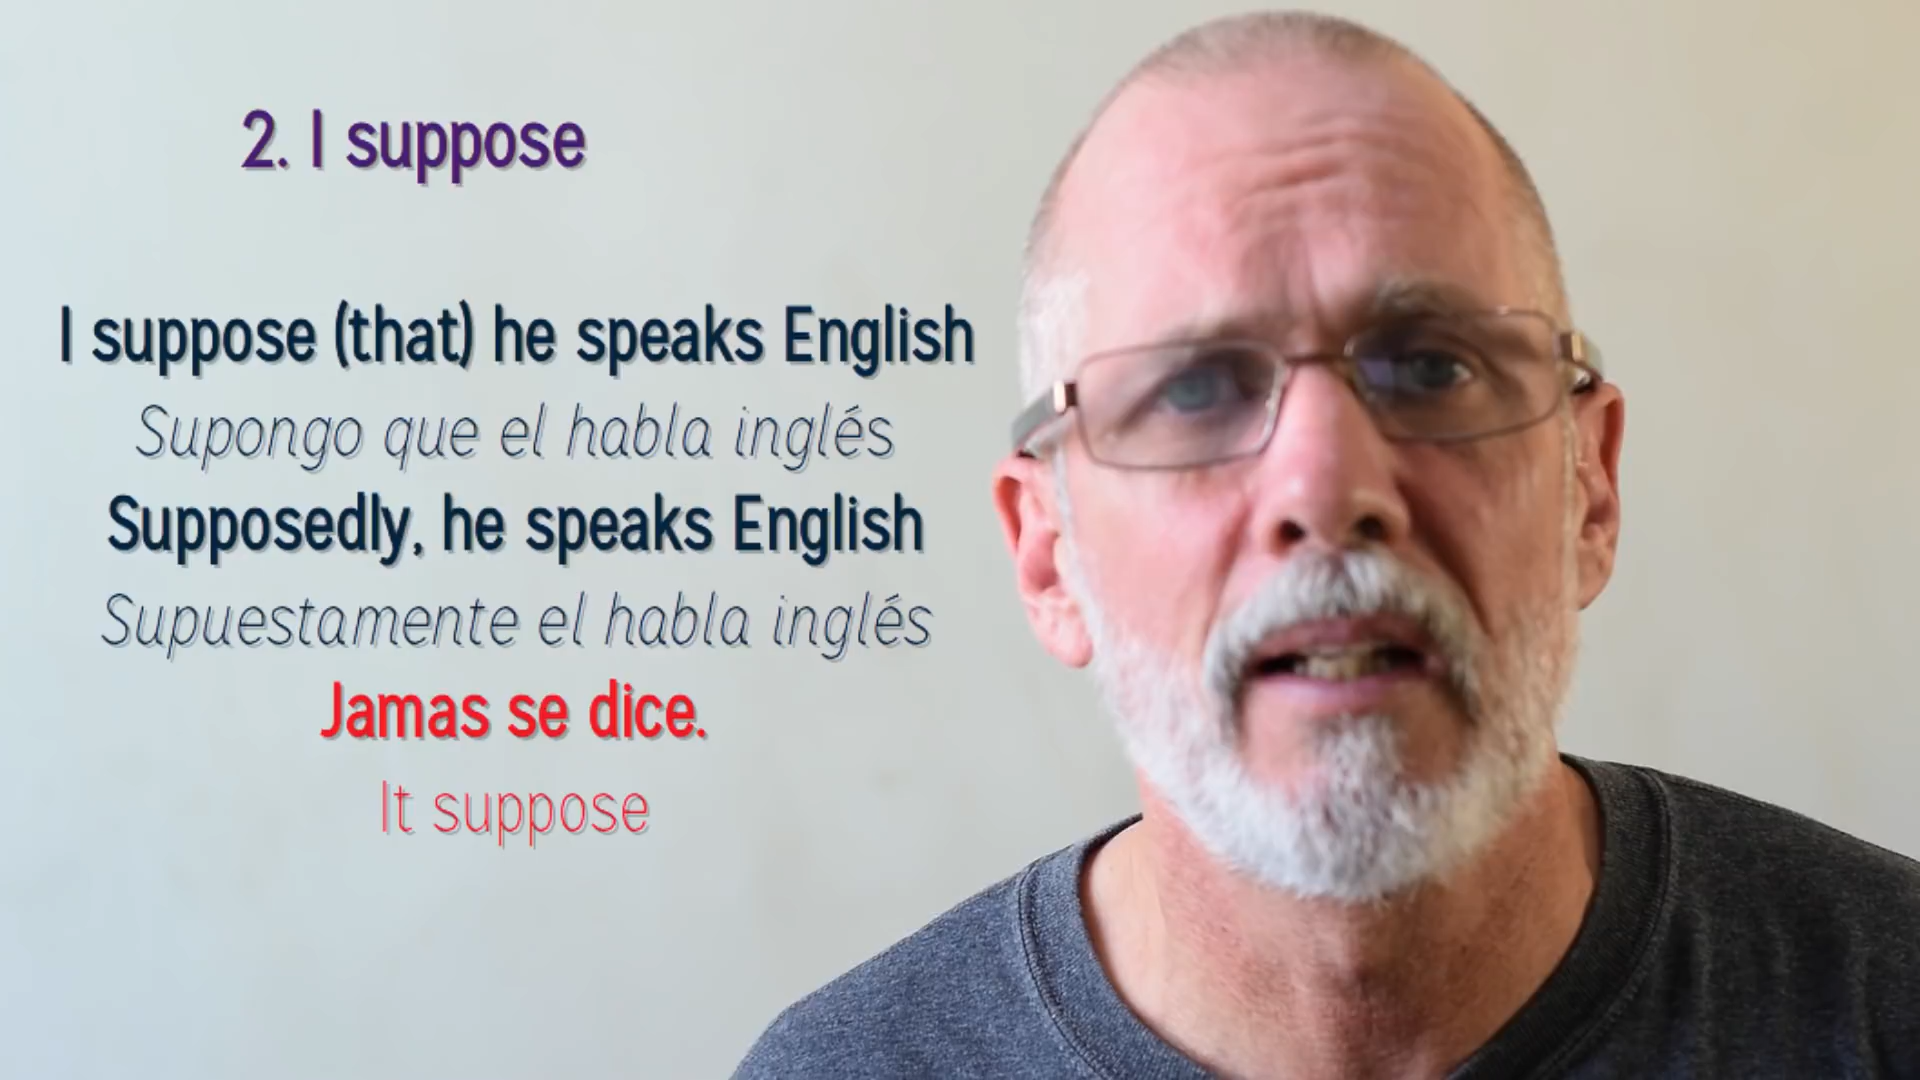 2. I suppose
I suppose (that) he speaks English
Supongo que el habla inglés
Supposedly, he speaks English
Supuestamente el habla inglés
Jamas se dice.
It suppose